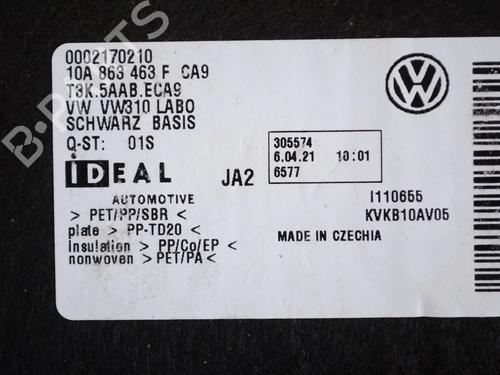 0002170210
10A 863 463 F CA9
T3K.5AAB.ECA9
VW VW310 LABO
SCHWARZ BASIS
Q-ST: 01S
IDEAL
AUTOMOTIVE
JA2
305574
6.04.21 10:01
6577
> PET/PP/SBR <
plate > PP-TD20 <
Insulation > PP/Co/EP <
nonwoven > PET/PA <
I110655
KVKB10AV05
MADE IN CZECHIA